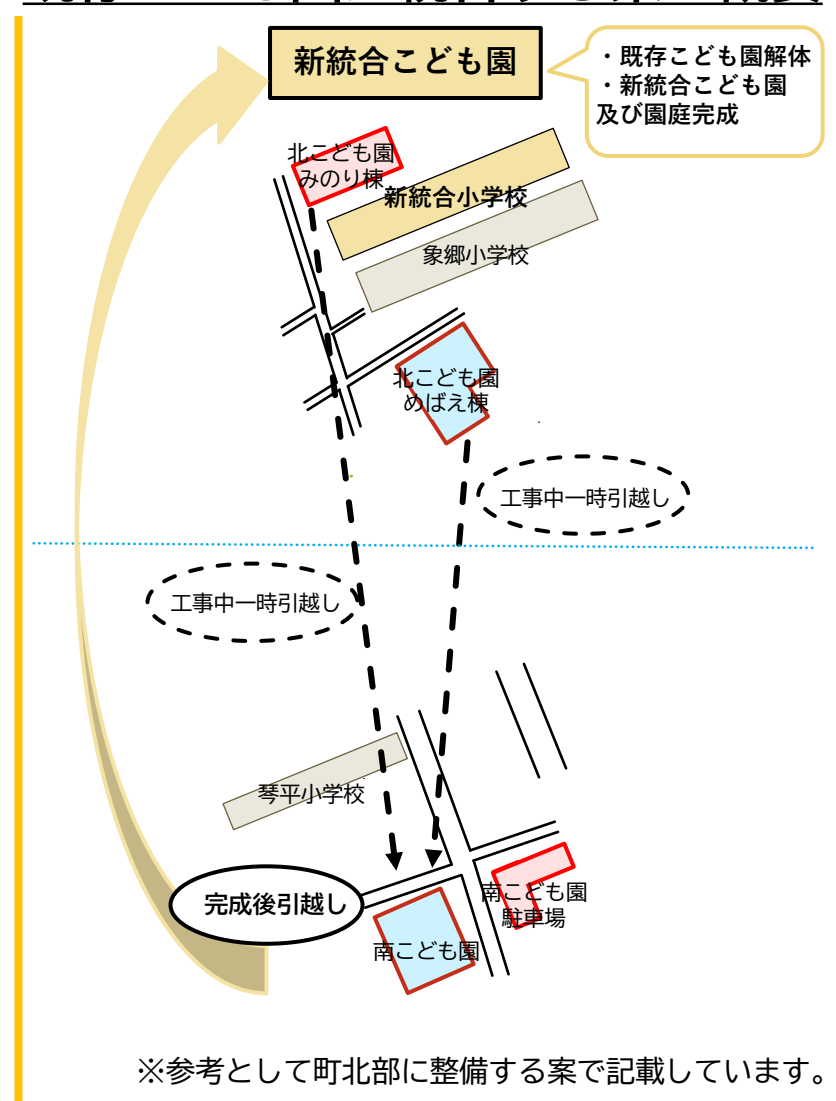 新統合こども園
・既存こども園解体
・新統合こども園
及び園庭完成
北こども園
みのり棟
新統合小学校
象郷小学校
北こども園
めばえ棟
工事中一時引越し
工事中一時引越し
琴平小学校
完成後引越し
南こども園
駐車場
南こども園
※参考として町北部に整備する案で記載しています。